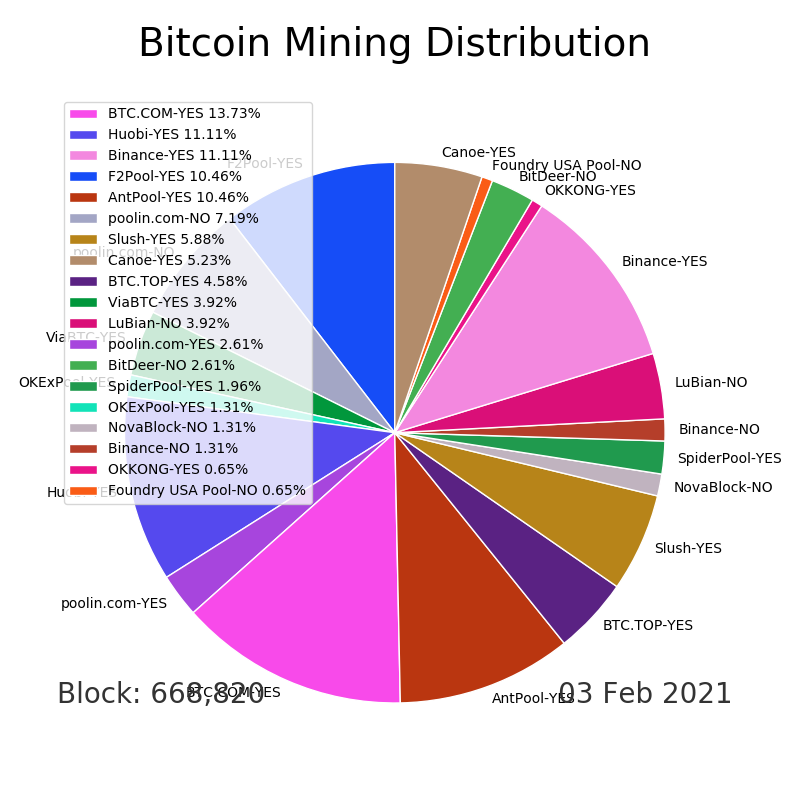 Bitcoin Mining Distribution
BTC.COM-YES 13.73%
Huobi-YES 11.11%
Binance-YES 11.11%
F2Pool-YES 10.46%
AntPool-YES 10.46%
poolin.com-NO 7.19%
Slush-YES 5.88%
Canoe-YES 5.23%
BTC.TOP-YES 4.58%
ViaBTC-YES 3.92%
LuBian-NO 3.92%
poolin.com-YES 2.61%
BitDeer-NO 2.61%
SpiderPool-YES 1.96%
OKExPool-YES 1.31%
NovaBlock-NO 1.31%
Binance-NO 1.31%
OKKONG-YES 0.65%
Foundry USA Pool-NO 0.65%
Canoe-YES
Foundry USA Pool-NO
BitDeer-NO
OKKONG-YES
Binance-YES
LuBian-NO
Binance-NO
SpiderPool-YES
NovaBlock-NO
Slush-YES
BTC.TOP-YES
AntPool-YES
BTC.COM-YES
poolin.com-YES
Huobi-YES
OKExPool-YES
ViaBTC-YES
poolin.com-NO
F2Pool-YES
Block: 668,820
03 Feb 2021